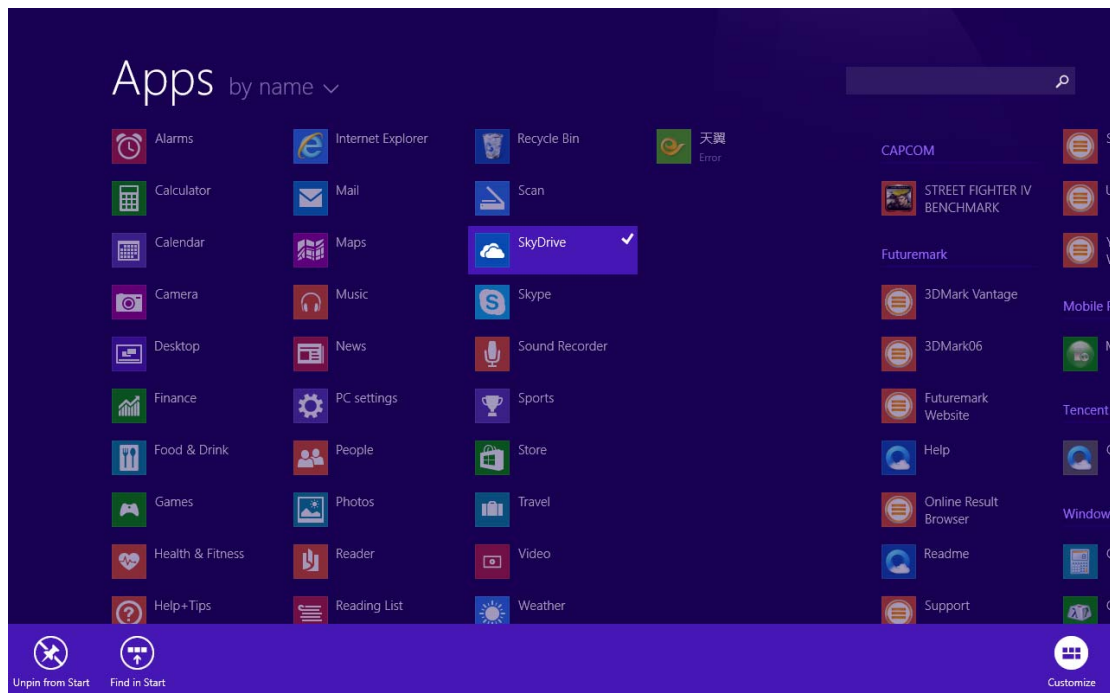 Apps by name
Alarms
Calculator
Calendar
Camera
Desktop
Finance
Food & Drink
Games
Health & Fitness
Help+Tips
Internet Explorer
Mail
Maps
Music
News
PC settings
People
Photos
Reader
Reading List
Recycle Bin
Scan
SkyDrive
Skype
Sound Recorder
Sports
Store
Travel
Video
Weather
天翼
Error
CAPCOM
STREET FIGHTER IV
BENCHMARK
Futuremark
3DMark Vantage
3DMark06
Futuremark
Website
Help
Online Result
Browser
Readme
Support
Mobile
Tencent
Window
Unpin from Start
Find in Start
Customize